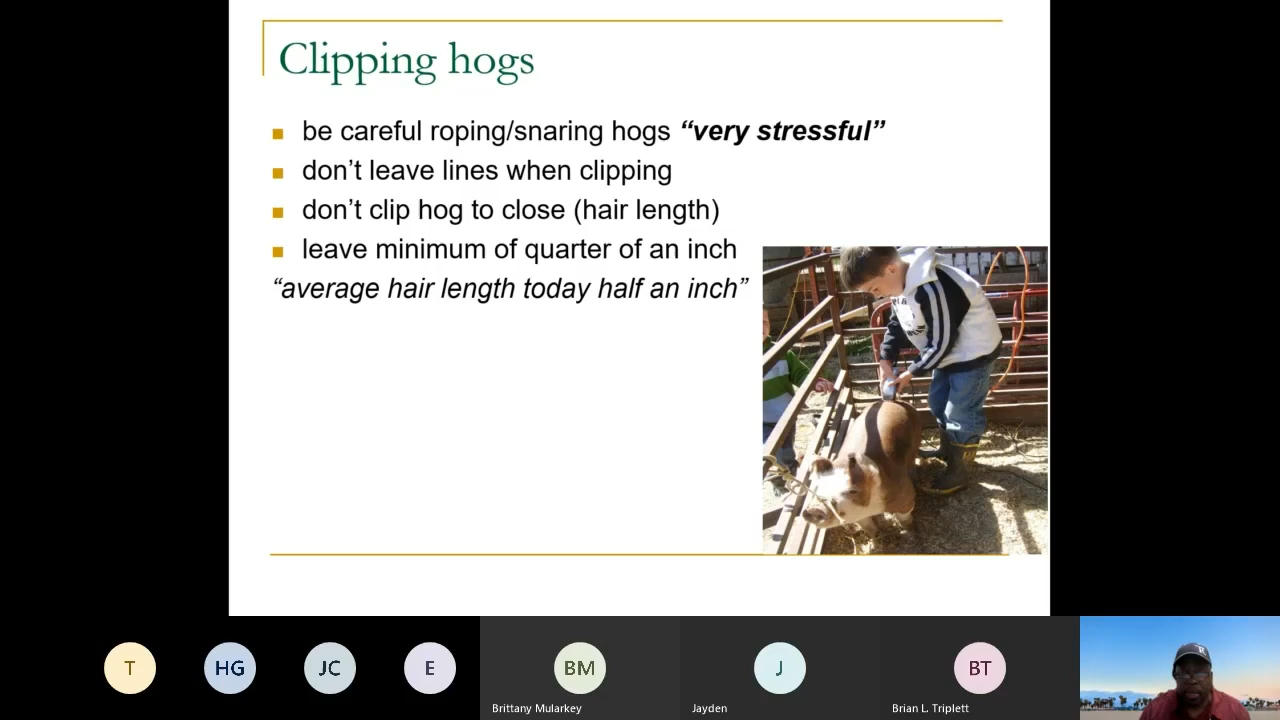 Clipping hogs
be careful roping/snaring hogs “very stressful”
don’t leave lines when clipping
don’t clip hog to close (hair length)
leave minimum of quarter of an inch
“average hair length today half an inch”
T
HG
JC
E
BM
J
BT
Brittany Mularkey
Jayden
Brian L. Triplett